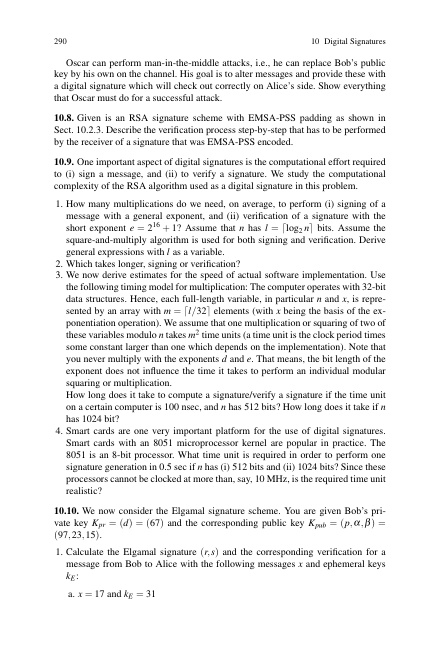 290 10 Digital Signatures
Oscar can perform man-in-the-middle attacks, i.e., he can replace Bob's public
key by his own on the channel. His goal is to alter messages and provide these with
a digital signature which will check out correctly on Alice's side. Show everything
that Oscar must do for a successful attack.
10.8. Given is an RSA signature scheme with EMSA-PSS padding as shown in
Sect. 10.2.3. Describe the verification process step-by-step that has to be performed
by the receiver of a signature that was EMSA-PSS encoded.
10.9. One important aspect of digital signatures is the computational effort required
to (i) sign a message, and (ii) to verify a signature. We study the computational
complexity of the RSA algorithm used as a digital signature in this problem.
1. How many multiplications do we need, on average, to perform (i) signing of a
message with a general exponent, and (ii) verification of a signature with the
short exponent e = 2¹⁶ + 1? Assume that n has l = ⌈log₂ n⌉ bits. Assume the
square-and-multiply algorithm is used for both signing and verification. Derive
general expressions with l as a variable.
2. Which takes longer, signing or verification?
3. We now derive estimates for the speed of actual software implementation. Use
the following timing model for multiplication: The computer operates with 32-bit
data structures. Hence, each full-length variable, in particular n and x, is repre-
sented by an array with m = ⌈l/32⌉ elements (with x being the basis of the ex-
ponentiation operation). We assume that one multiplication or squaring of two of
these variables modulo n takes m² time units (a time unit is the clock period times
some constant larger than one which depends on the implementation). Note that
you never multiply with the exponents d and e. That means, the bit length of the
exponent does not influence the time it takes to perform an individual modular
squaring or multiplication.
How long does it take to compute a signature/verify a signature if the time unit
on a certain computer is 100 nsec, and n has 512 bits? How long does it take if n
has 1024 bit?
4. Smart cards are one very important platform for the use of digital signatures.
Smart cards with an 8051 microprocessor kernel are popular in practice. The
8051 is an 8-bit processor. What time unit is required in order to perform one
signature generation in 0.5 sec if n has (i) 512 bits and (ii) 1024 bits? Since these
processors cannot be clocked at more than, say, 10 MHz, is the required time unit
realistic?
10.10. We now consider the Elgamal signature scheme. You are given Bob's pri-
vate key Kpr = (d) = (67) and the corresponding public key Kpub = (p, α, β) =
(97, 23, 15).
1. Calculate the Elgamal signature (r, s) and the corresponding verification for a
message from Bob to Alice with the following messages x and ephemeral keys
kE:
a. x = 17 and kE = 31